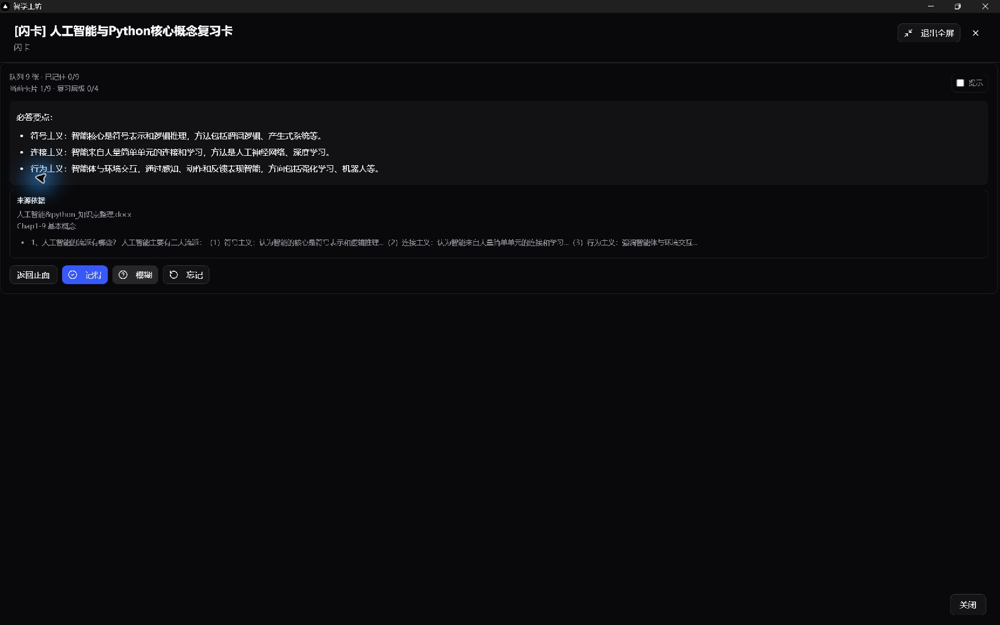 智学工坊
[闪卡] 人工智能与Python核心概念复习卡
退出全屏
闪卡
队列 9 张 · 已记住 0/9
当前卡片 1/9 · 复习层级 0/4
提示
必答要点：
• 符号主义：智能核心是符号表示和逻辑推理，方法包括谓词逻辑、产生式系统等。
• 连接主义：智能来自大量简单单元的连接和学习，方法是人工神经网络、深度学习。
• 行为主义：智能体与环境交互，通过感知、动作和反馈表现智能，方向包括强化学习、机器人等。
来源依据
人工智能&python_知识点整理.docx
Chap1-9 基本概念
• 1、人工智能的流派有哪些？ 人工智能主要有三大流派：（1）符号主义：认为智能的核心是符号表示和逻辑推理...（2）连接主义：认为智能来自大量简单单元的连接和学习...（3）行为主义：强调智能体与环境交互...
返回正面 记得 模糊 忘记
关闭